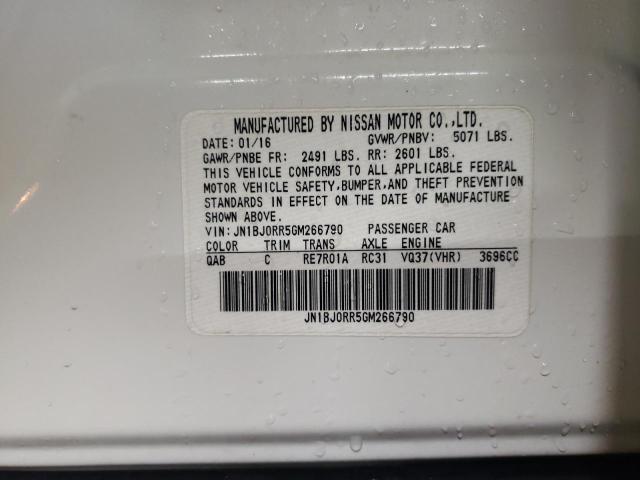 MANUFACTURED BY NISSAN MOTOR CO.,LTD.
DATE: 01/16 GVWR/PNBV: 5071 LBS.
GAWR/PNBE FR: 2491 LBS. RR: 2601 LBS.
THIS VEHICLE CONFORMS TO ALL APPLICABLE FEDERAL
MOTOR VEHICLE SAFETY,BUMPER,AND THEFT PREVENTION
STANDARDS IN EFFECT ON THE DATE OF MANUFACTURE
SHOWN ABOVE.
VIN:JN1BJ0RR5GM266790 PASSENGER CAR
COLOR TRIM TRANS AXLE ENGINE
QAB C RE7R01A RC31 VQ37(VHR) 3696CC
JN1BJ0RR5GM266790